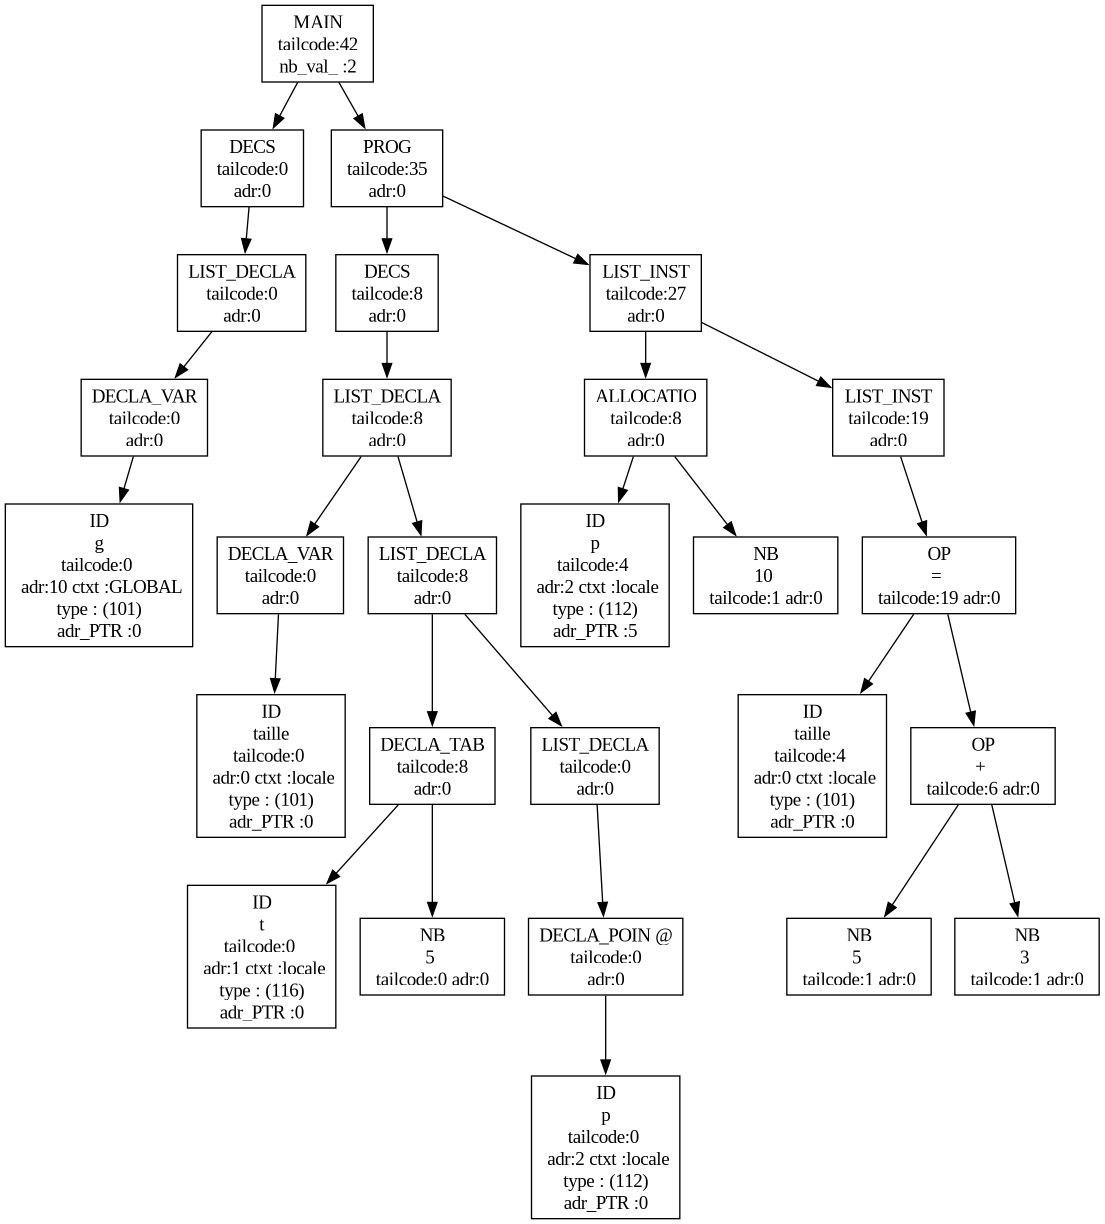 MAIN
tailcode:42
nb_val_ :2
DECS
tailcode:0
adr:0
PROG
tailcode:35
adr:0
LIST_DECLA
tailcode:0
adr:0
DECS
tailcode:8
adr:0
LIST_INST
tailcode:27
adr:0
DECLA_VAR
tailcode:0
adr:0
LIST_DECLA
tailcode:8
adr:0
ALLOCATIO
tailcode:8
adr:0
LIST_INST
tailcode:19
adr:0
ID
g
tailcode:0
adr:10 ctxt :GLOBAL
type : (101)
adr_PTR :0
DECLA_VAR
tailcode:0
adr:0
LIST_DECLA
tailcode:8
adr:0
ID
p
tailcode:4
adr:2 ctxt :locale
type : (112)
adr_PTR :5
NB
10
tailcode:1 adr:0
OP
=
tailcode:19 adr:0
ID
taille
tailcode:0
adr:0 ctxt :locale
type : (101)
adr_PTR :0
DECLA_TAB
tailcode:8
adr:0
LIST_DECLA
tailcode:0
adr:0
ID
taille
tailcode:4
adr:0 ctxt :locale
type : (101)
adr_PTR :0
OP
+
tailcode:6 adr:0
ID
t
tailcode:0
adr:1 ctxt :locale
type : (116)
adr_PTR :0
NB
5
tailcode:0 adr:0
DECLA_POIN @
tailcode:0
adr:0
NB
5
tailcode:1 adr:0
NB
3
tailcode:1 adr:0
ID
p
tailcode:0
adr:2 ctxt :locale
type : (112)
adr_PTR :0